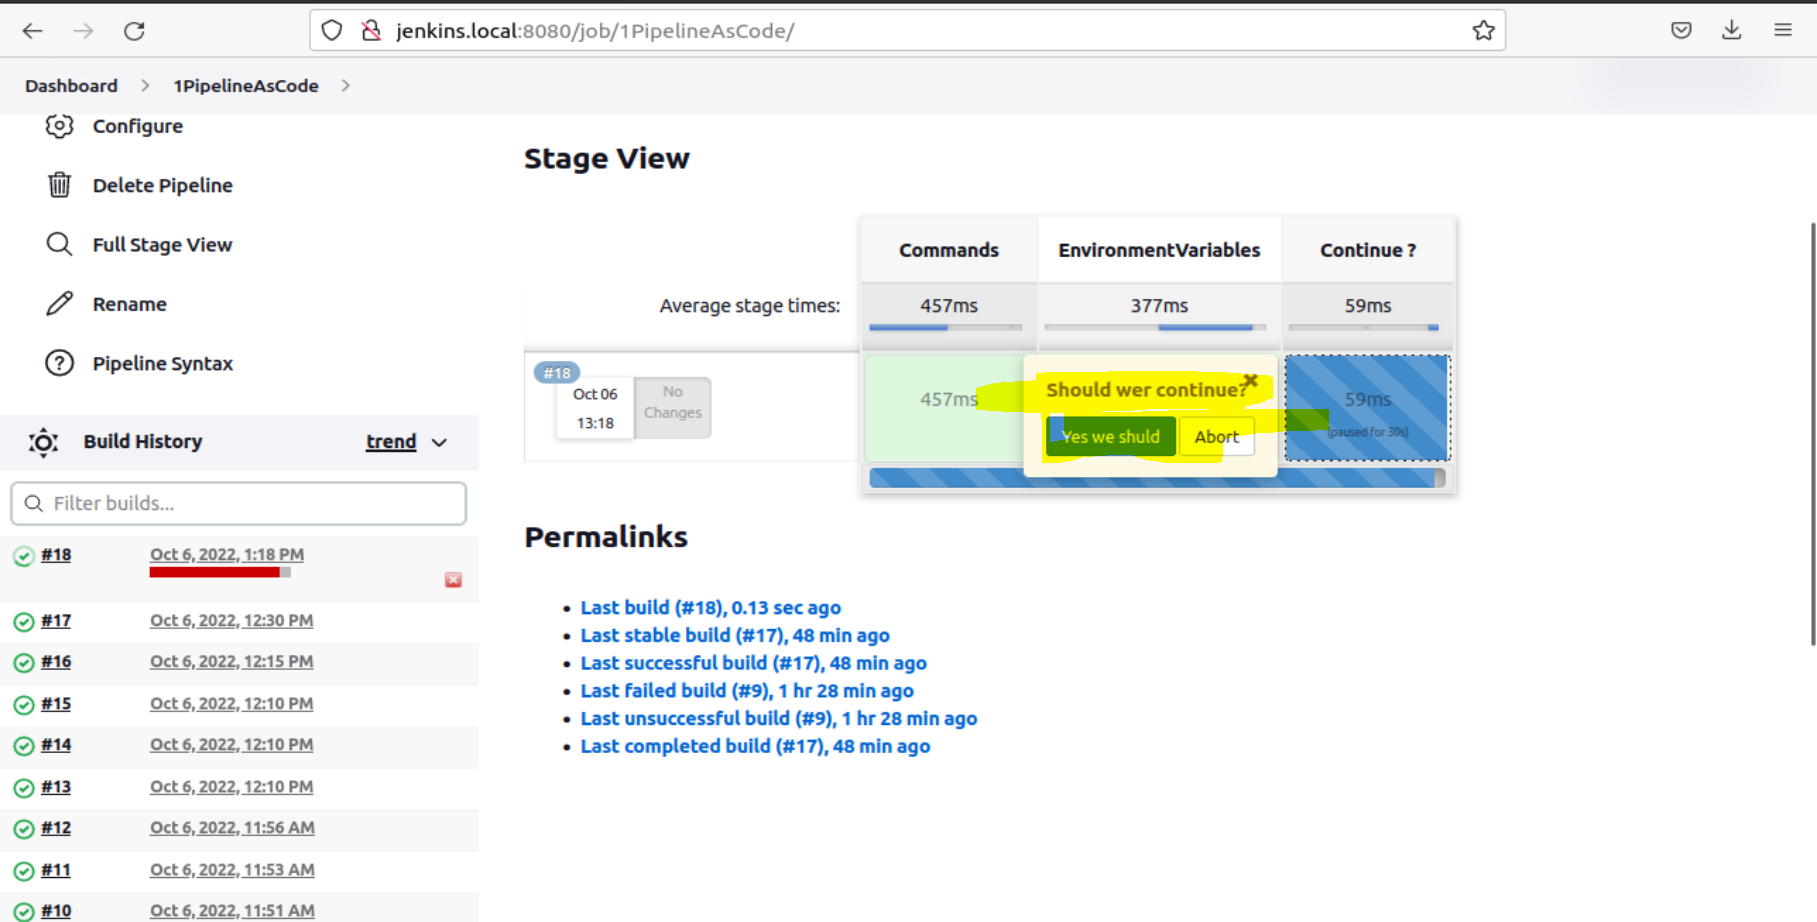 jenkins.local:8080/job/1PipelineAsCode/
Dashboard > 1PipelineAsCode >
Configure
Delete Pipeline
Full Stage View
Rename
Pipeline Syntax
Build History
trend
Filter builds...
#18 Oct 6, 2022, 1:18 PM
#17 Oct 6, 2022, 12:30 PM
#16 Oct 6, 2022, 12:15 PM
#15 Oct 6, 2022, 12:10 PM
#14 Oct 6, 2022, 12:10 PM
#13 Oct 6, 2022, 12:10 PM
#12 Oct 6, 2022, 11:56 AM
#11 Oct 6, 2022, 11:53 AM
#10 Oct 6, 2022, 11:51 AM
Stage View
Commands EnvironmentVariables Continue ?
Average stage times: 457ms 377ms 59ms
#18
Oct 06
13:18
No
Changes
457ms
Should wer continue?
Yes we shuld Abort
59ms
(paused for 30s)
Permalinks
• Last build (#18), 0.13 sec ago
• Last stable build (#17), 48 min ago
• Last successful build (#17), 48 min ago
• Last failed build (#9), 1 hr 28 min ago
• Last unsuccessful build (#9), 1 hr 28 min ago
• Last completed build (#17), 48 min ago